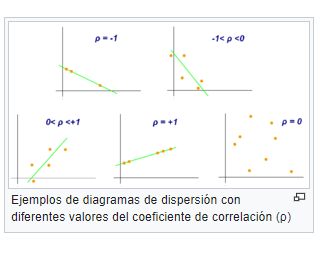 ρ = -1
-1< ρ <0
0< ρ <+1
ρ = +1
ρ = 0
Ejemplos de diagramas de dispersión con
diferentes valores del coeficiente de correlación (ρ)